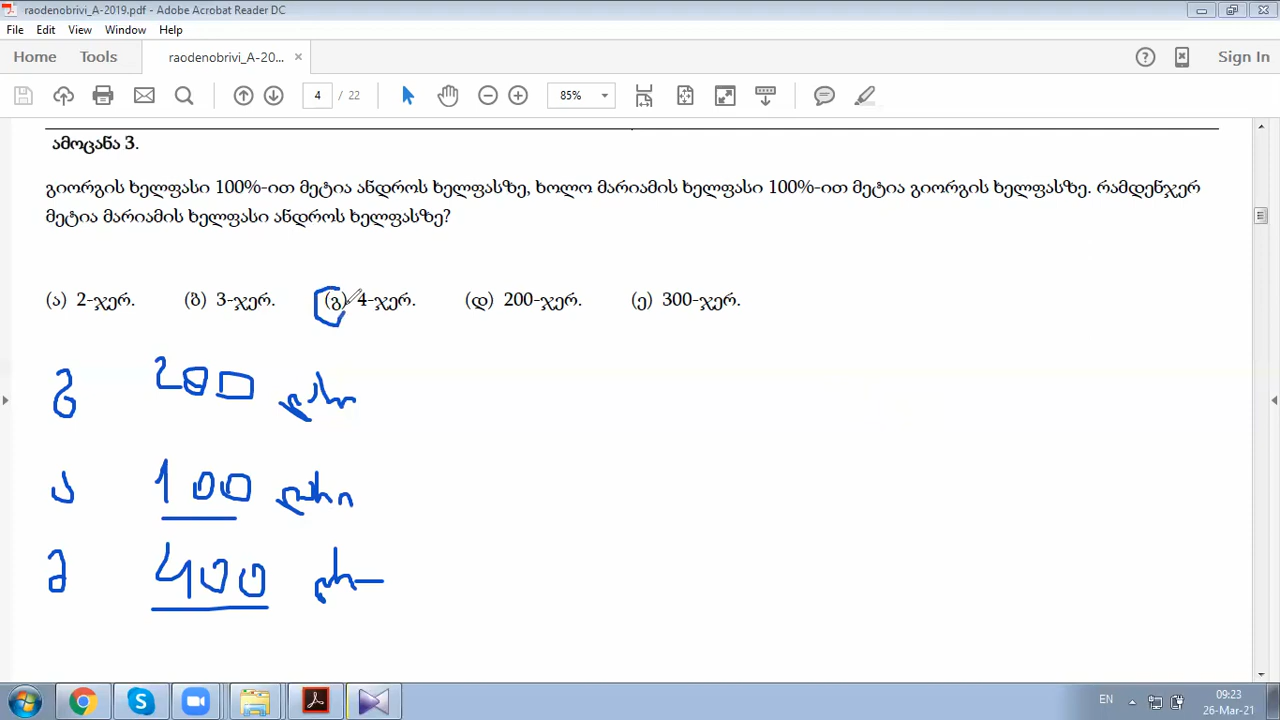 raodenobrivi_A-2019.pdf - Adobe Acrobat Reader DC
File Edit View Window Help
Home Tools raodenobrivi_A-20... × Sign In
4 / 22 85%
ამოცანა 3.
გიორგის ხელფასი 100%-ით მეტია ანდროს ხელფასზე, ხოლო მარიამის ხელფასი 100%-ით მეტია გიორგის ხელფასზე. რამდენჯერ
მეტია მარიამის ხელფასი ანდროს ხელფასზე?
(ა) 2-ჯერ. (ბ) 3-ჯერ. (გ) 4-ჯერ. (დ) 200-ჯერ. (ე) 300-ჯერ.
გ 200 ლარი
ა 100 ლარი
მ 400 ლარი
EN 09:23
26-Mar-21